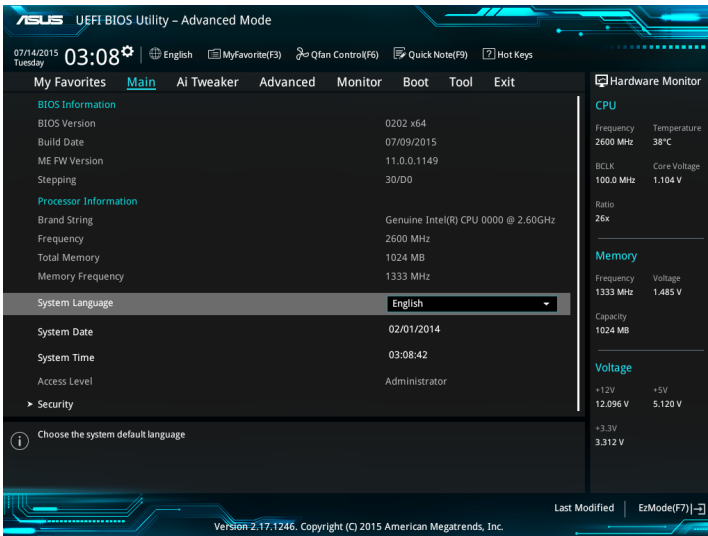 ASUS UEFI BIOS Utility – Advanced Mode
07/14/2015
Tuesday
03:08
English
MyFavorite(F3)
Qfan Control(F6)
Quick Note(F9)
? Hot Keys
My Favorites Main Ai Tweaker Advanced Monitor Boot Tool Exit
BIOS Information
BIOS Version 0202 x64
Build Date 07/09/2015
ME FW Version 11.0.0.1149
Stepping 30/D0
Processor Information
Brand String Genuine Intel(R) CPU 0000 @ 2.60GHz
Frequency 2600 MHz
Total Memory 1024 MB
Memory Frequency 1333 MHz
System Language English
System Date 02/01/2014
System Time 03:08:42
Access Level Administrator
> Security
i Choose the system default language
Hardware Monitor
CPU
Frequency Temperature
2600 MHz 38°C
BCLK Core Voltage
100.0 MHz 1.104 V
Ratio
26x
Memory
Frequency Voltage
1333 MHz 1.485 V
Capacity
1024 MB
Voltage
+12V +5V
12.096 V 5.120 V
+3.3V
3.312 V
Last Modified EzMode(F7)
Version 2.17.1246. Copyright (C) 2015 American Megatrends, Inc.